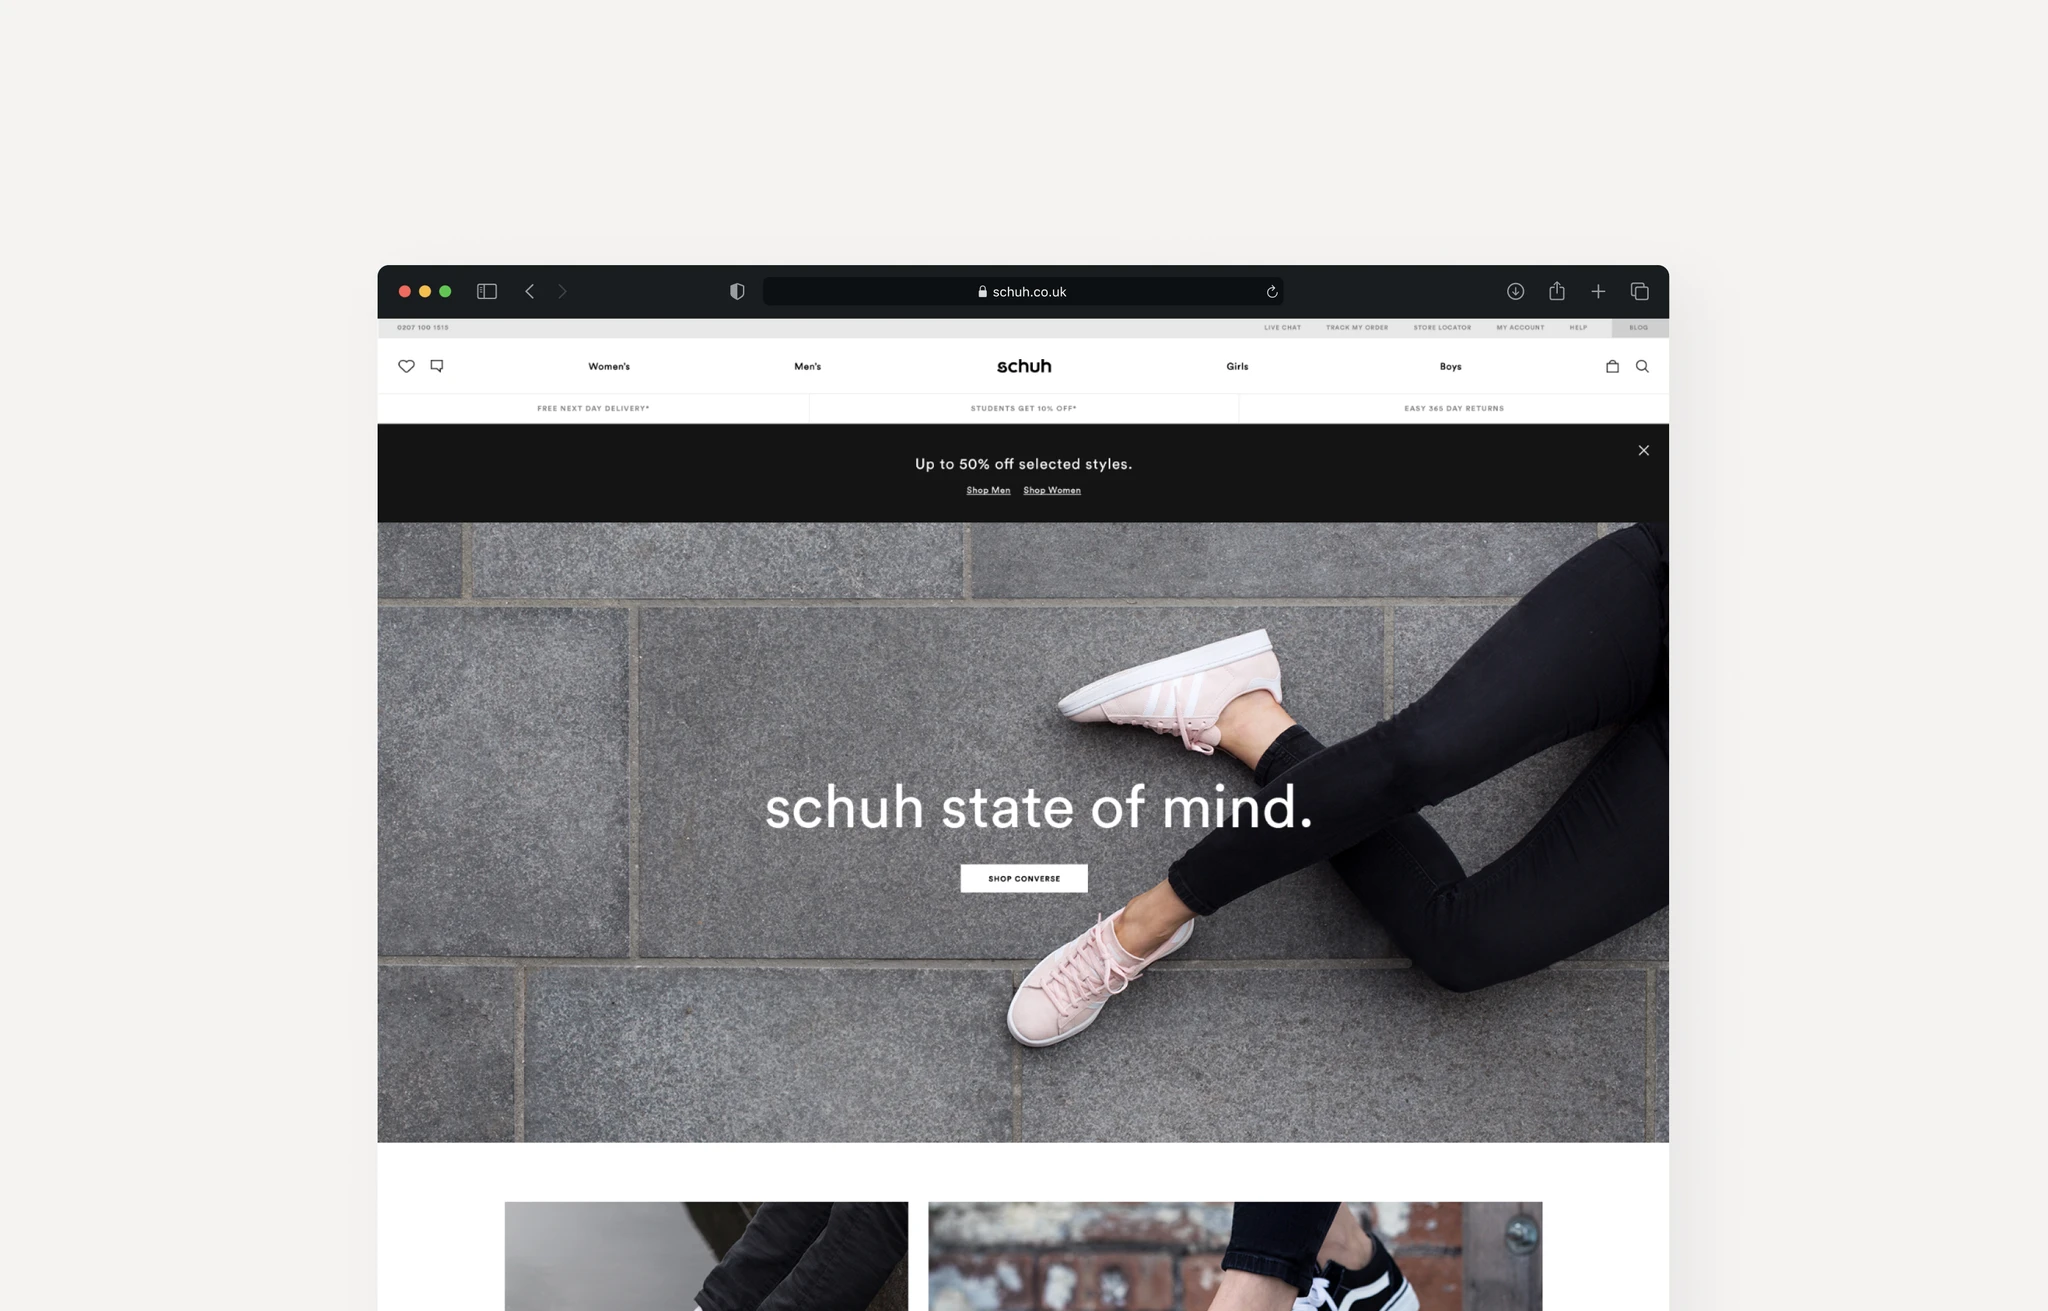 schuh.co.uk
0207 100 1515
LIVE CHAT
TRACK MY ORDER
STORE LOCATOR
MY ACCOUNT
HELP
BLOG
Women's
Men's
schuh
Girls
Boys
FREE NEXT DAY DELIVERY*
STUDENTS GET 10% OFF*
EASY 365 DAY RETURNS
Up to 50% off selected styles.
Shop Men
Shop Women
schuh state of mind.
SHOP CONVERSE